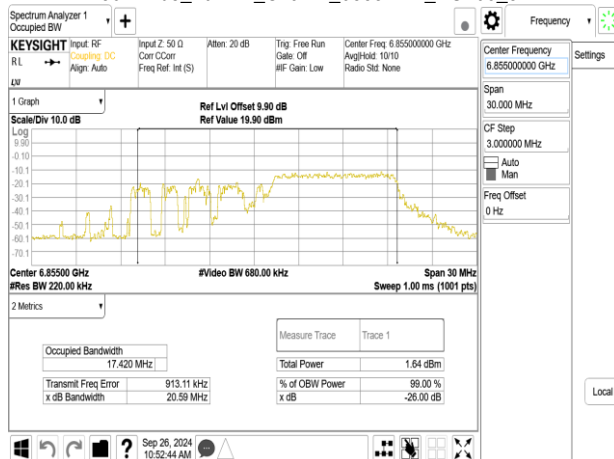 Spectrum Analyzer 1
Occupied BW
+
Frequency
KEYSIGHT
Input: RF
Coupling: DC
Align: Auto
Input Z: 50 Ω
Corr CCorr
Freq Ref: Int (S)
Atten: 20 dB
Trig: Free Run
Gate: Off
#IF Gain: Low
Center Freq: 6.855000000 GHz
Avg|Hold: 10/10
Radio Std: None
RL
LXI
Center Frequency
6.855000000 GHz
Settings
Span
30.000 MHz
CF Step
3.000000 MHz
Auto
Man
Freq Offset
0 Hz
1 Graph
Scale/Div 10.0 dB
Ref Lvl Offset 9.90 dB
Ref Value 19.90 dBm
Log
9.90
-0.10
-10.1
-20.1
-30.1
-40.1
-50.1
-60.1
-70.1
Center 6.85500 GHz
#Video BW 680.00 kHz
Span 30 MHz
#Res BW 220.00 kHz
Sweep 1.00 ms (1001 pts)
2 Metrics
Measure Trace
Trace 1
Occupied Bandwidth
17.420 MHz
Total Power
1.64 dBm
Transmit Freq Error
913.11 kHz
% of OBW Power
99.00 %
x dB Bandwidth
20.59 MHz
x dB
-26.00 dB
Local
?
Sep 26, 2024
10:52:44 AM